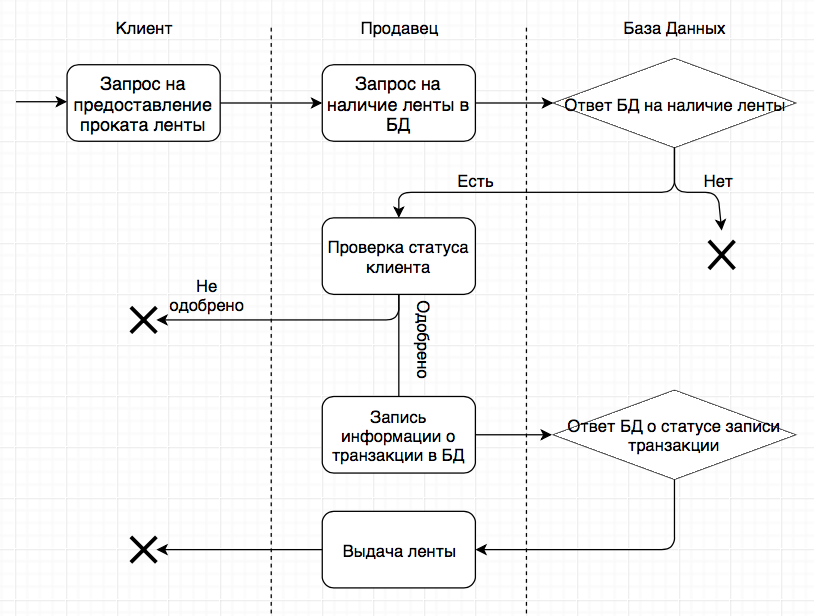 Клиент
Продавец
База Данных
Запрос на
предоставление
проката ленты
Запрос на
наличие ленты в
БД
Ответ БД на наличие ленты
Есть
Нет
Проверка статуса
клиента
Не
одобрено
Одобрено
Запись
информации о
транзакции в БД
Ответ БД о статусе записи
транзакции
Выдача ленты